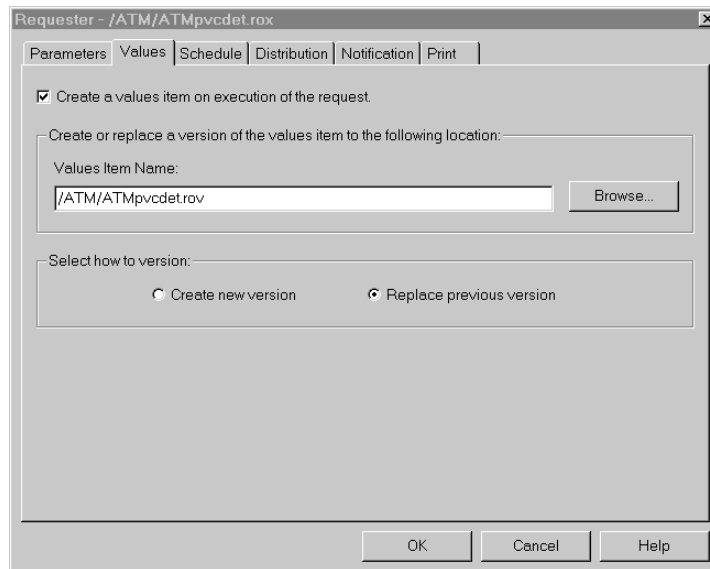 Requester - /ATM/ATMpvcdet.rox
Parameters Values Schedule Distribution Notification Print
Create a values item on execution of the request.
Create or replace a version of the values item to the following location:
Values Item Name:
/ATM/ATMpvcdet.rov Browse...
Select how to version:
Create new version Replace previous version
OK Cancel Help